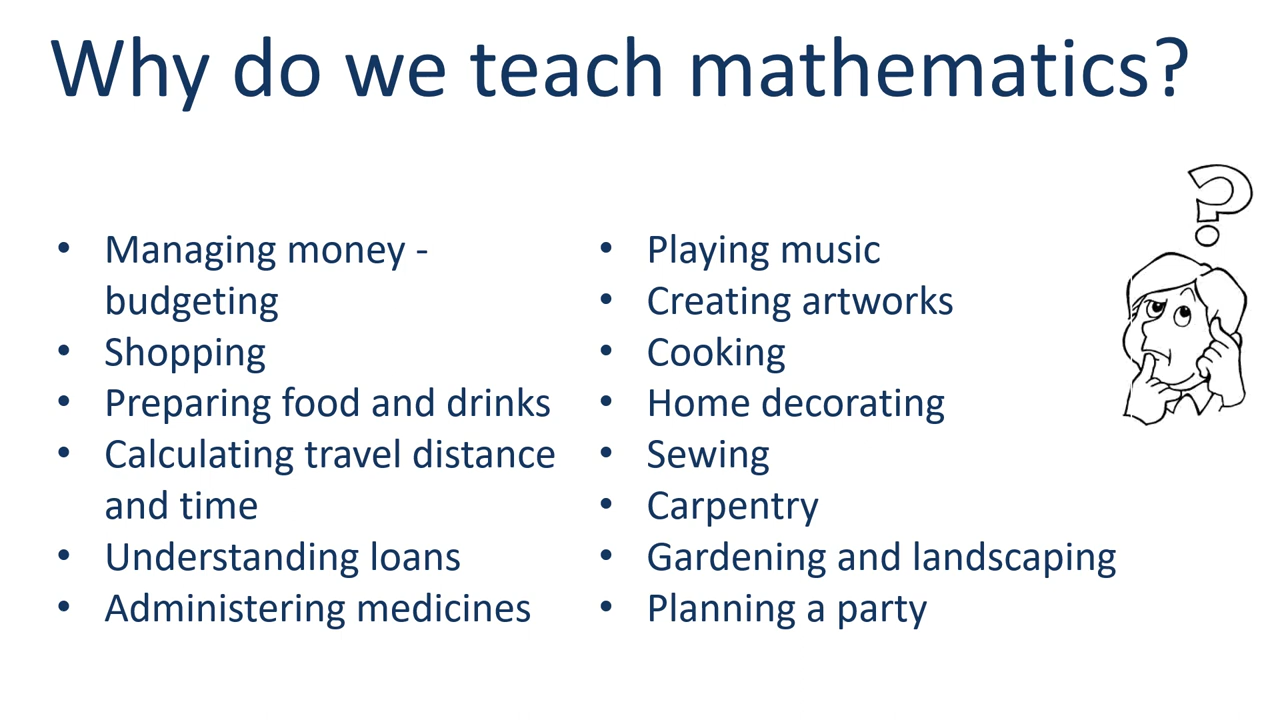 Why do we teach mathematics?
• Managing money -
budgeting
• Shopping
• Preparing food and drinks
• Calculating travel distance
and time
• Understanding loans
• Administering medicines
• Playing music
• Creating artworks
• Cooking
• Home decorating
• Sewing
• Carpentry
• Gardening and landscaping
• Planning a party
?